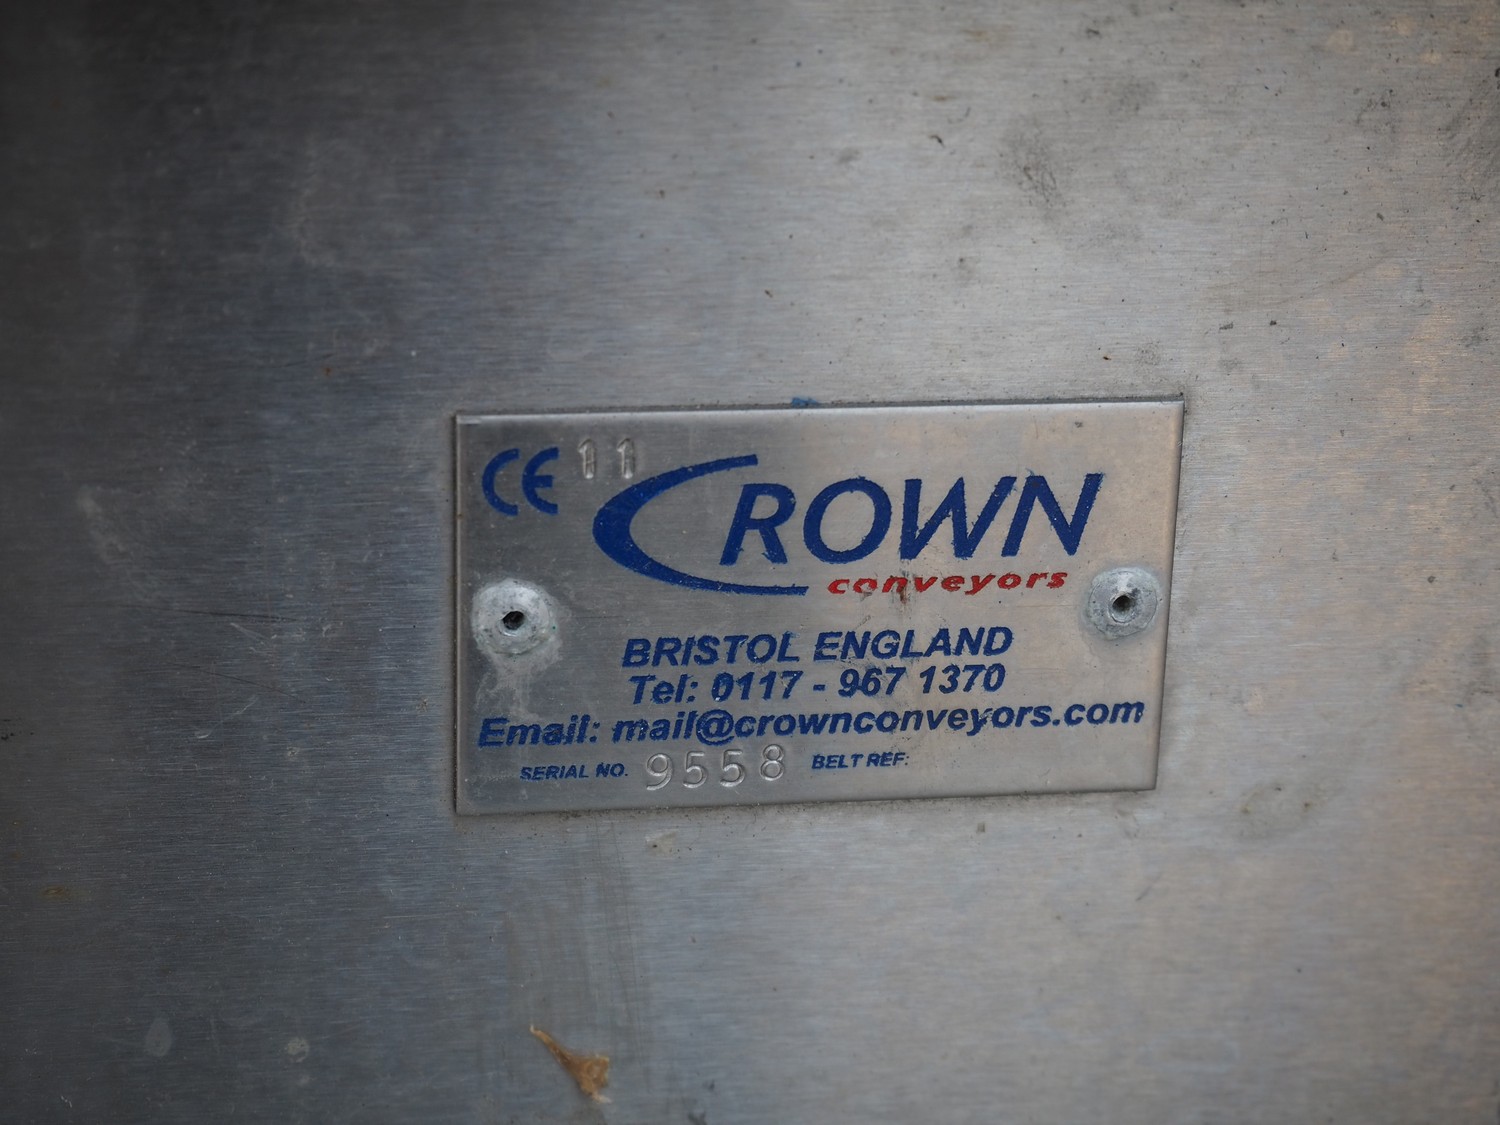 CE 11
CROWN
conveyors
BRISTOL ENGLAND
Tel: 0117 - 967 1370
Email: mail@crownconveyors.com
SERIAL NO. 9558 BELT REF: